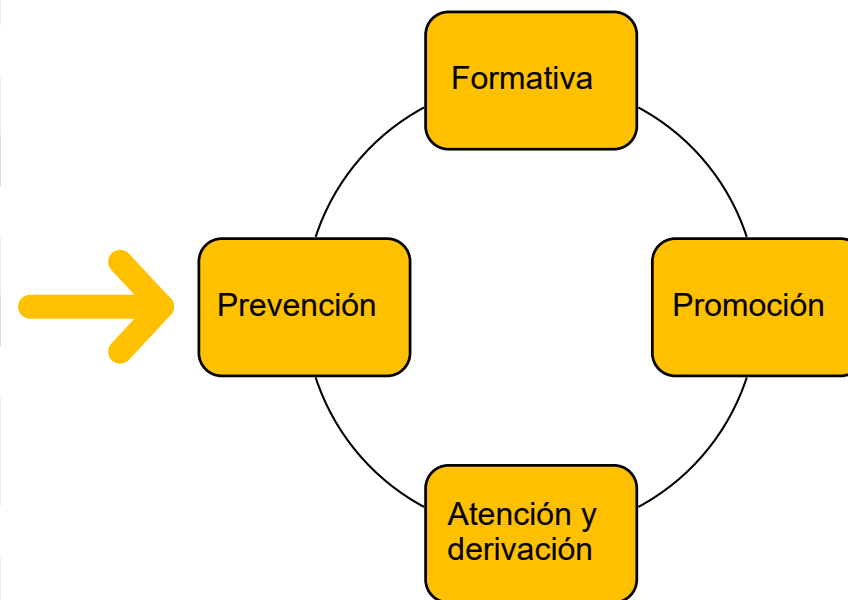 Formativa
Prevención
Promoción
Atención y
derivación